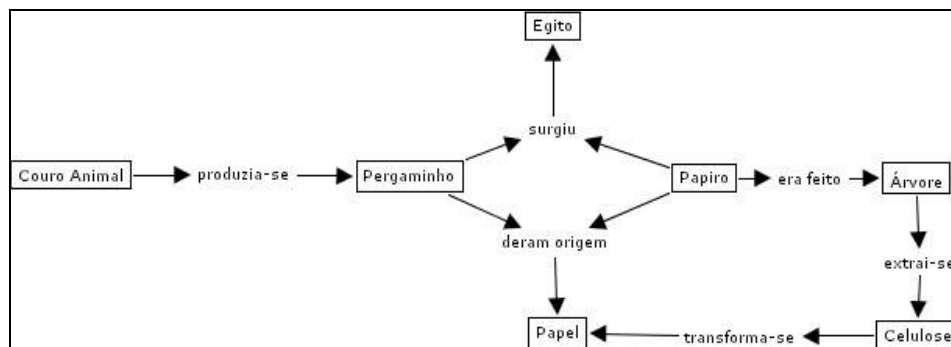 Egito
surgiu
Couro Animal produzia-se Pergaminho Papiro era feito Árvore
deram origem extrai-se
Papel transforma-se Celulose